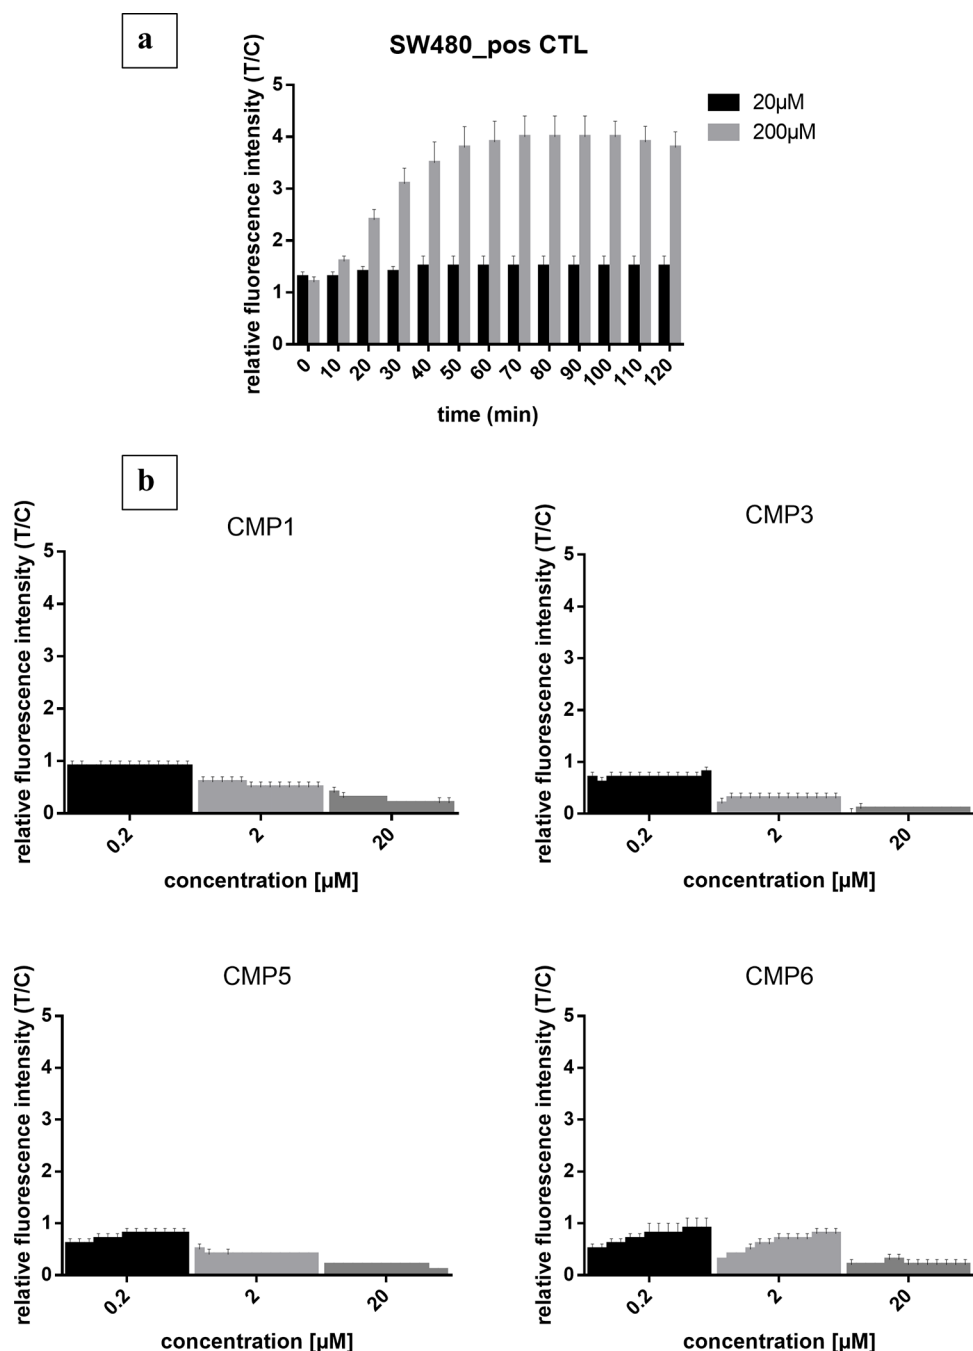 a
SW480_pos CTL
relative fluorescence intensity (T/C)
5
4
3
2
1
0
0 10 20 30 40 50 60 70 80 90 100 110 120
time (min)
20µM
200µM
b
CMP1
relative fluorescence intensity (T/C)
5
4
3
2
1
0
0.2 2 20
concentration [µM]
CMP3
relative fluorescence intensity (T/C)
5
4
3
2
1
0
0.2 2 20
concentration [µM]
CMP5
relative fluorescence intensity (T/C)
5
4
3
2
1
0
0.2 2 20
concentration [µM]
CMP6
relative fluorescence intensity (T/C)
5
4
3
2
1
0
0.2 2 20
concentration [µM]